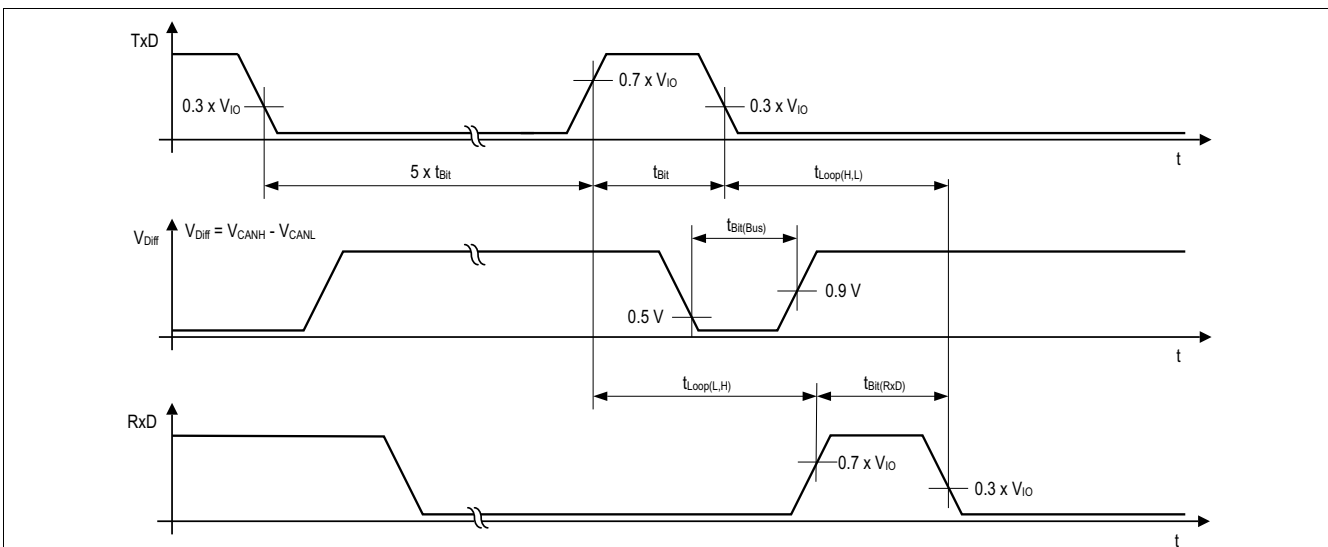 TxD
0.3 x VIO
0.7 x VIO
0.3 x VIO
t
5 x tBit
tBit
tLoop(H,L)
VDiff
VDiff = VCANH - VCANL
tBit(Bus)
0.9 V
0.5 V
t
tLoop(L,H)
tBit(RxD)
RxD
0.7 x VIO
0.3 x VIO
t